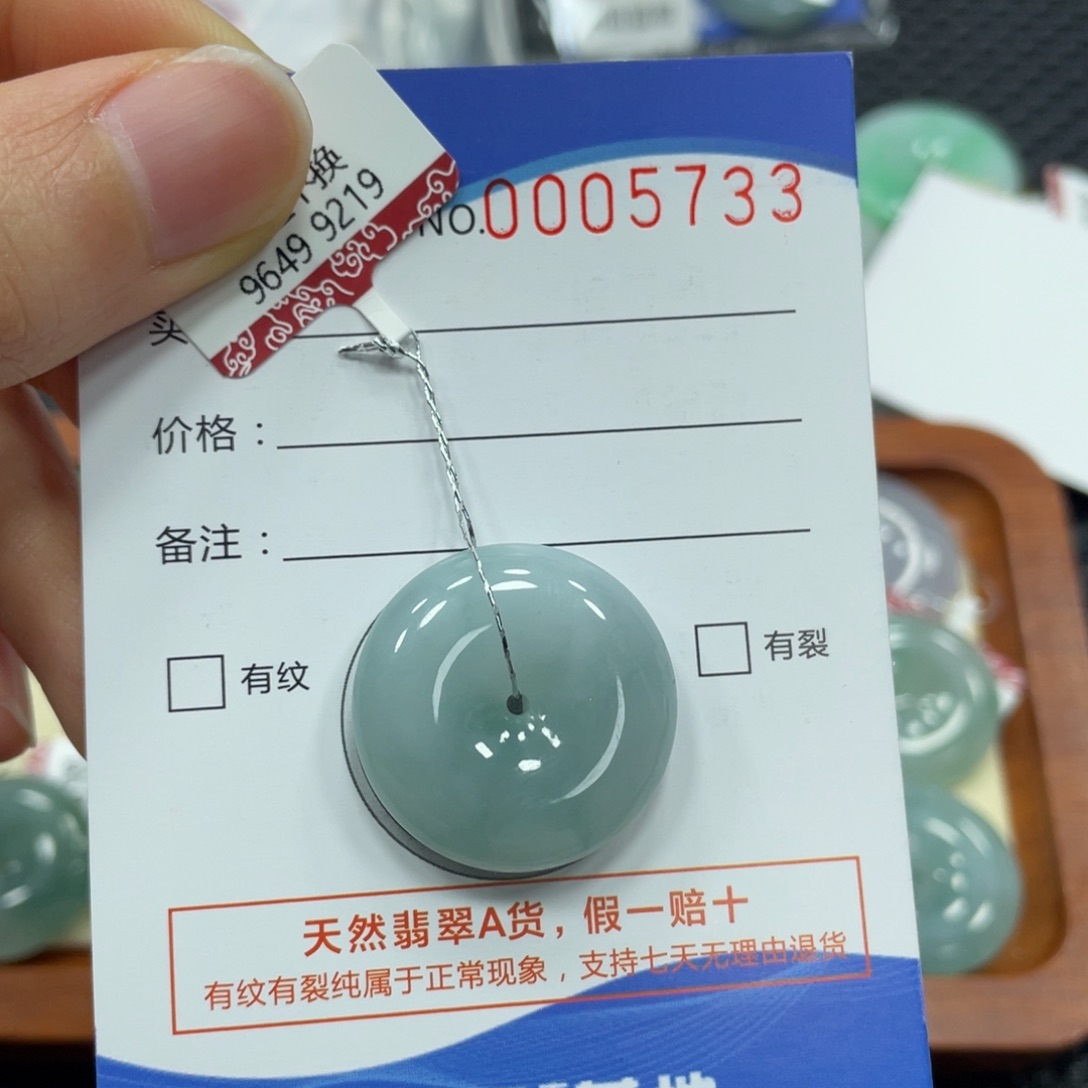 换
9649 9219
NO.0005733
价格：
备注：
有纹
有裂
天然翡翠A货，假一赔十
有纹有裂纯属于正常现象，支持七天无理由退货